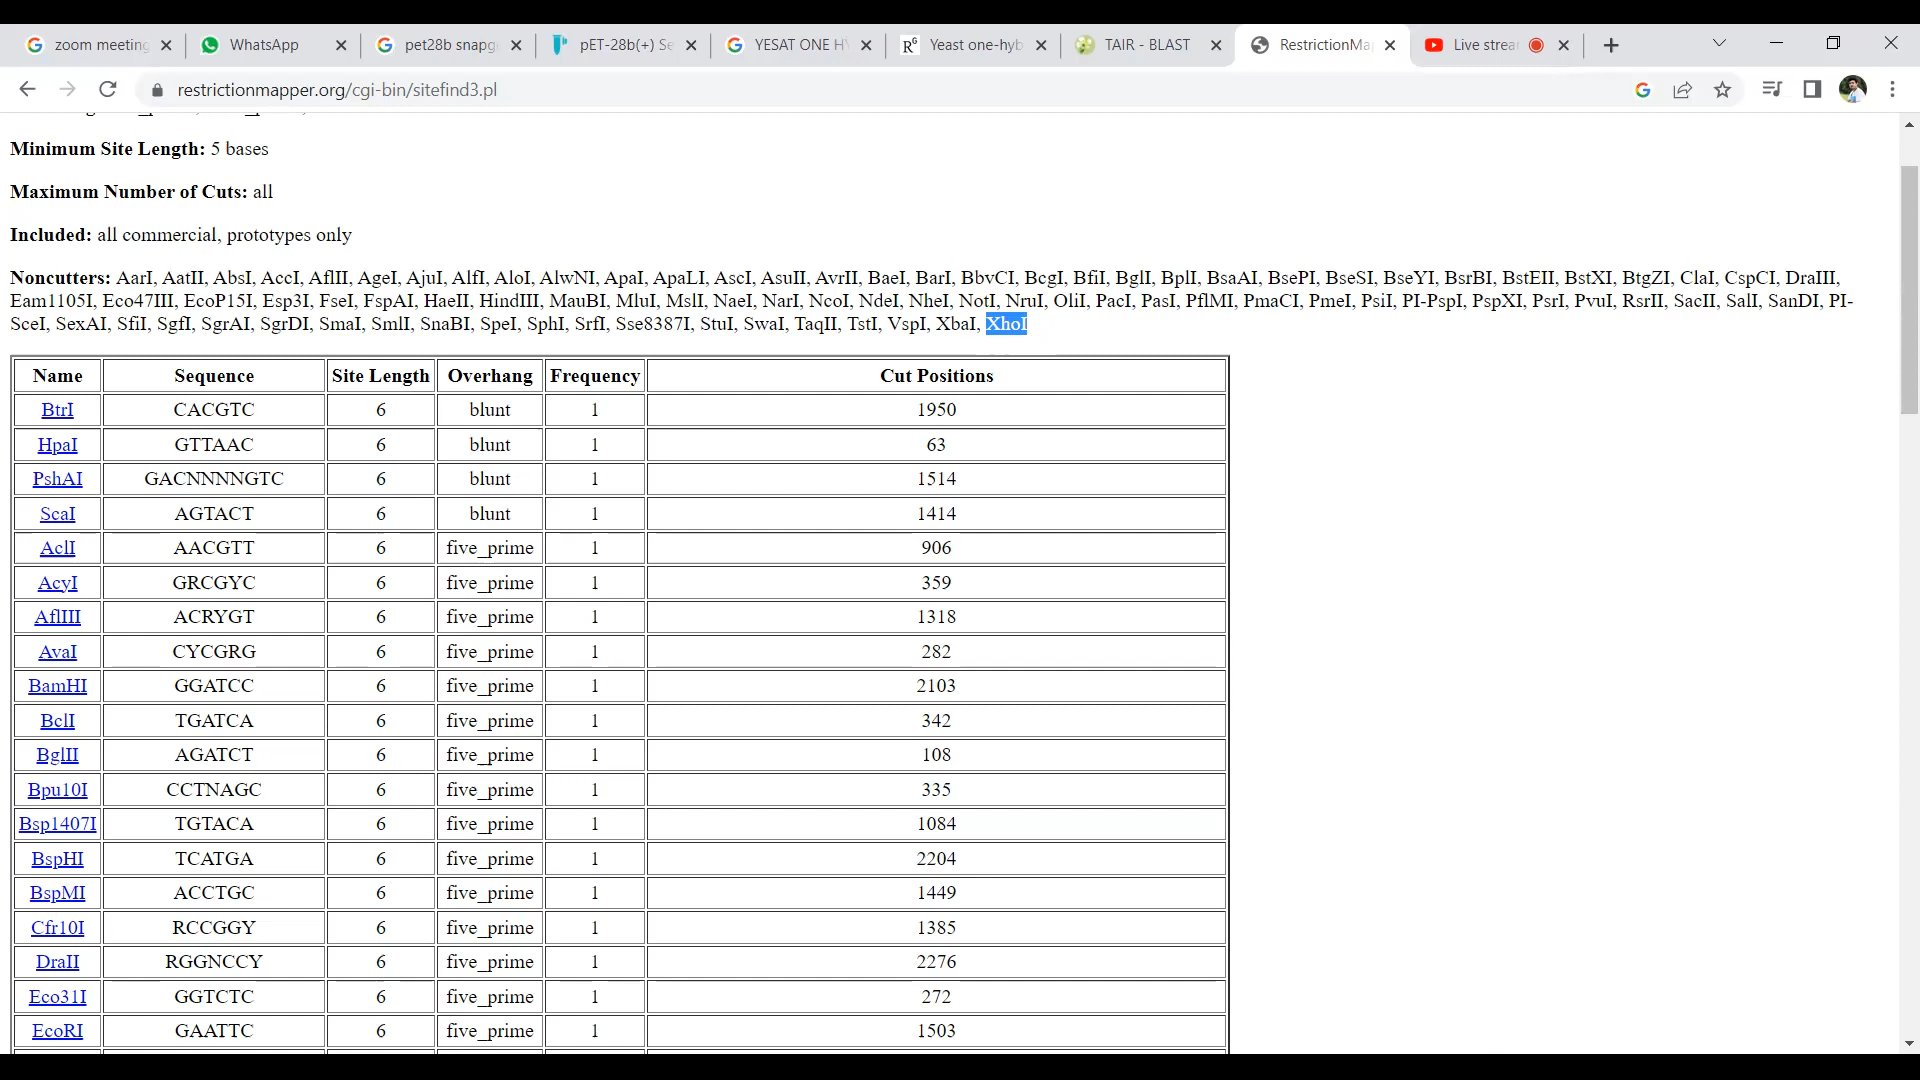 zoom meeting
WhatsApp
pet28b snapg
pET-28b(+) Se
YESAT ONE H
Yeast one-hyb
TAIR - BLAST
RestrictionMa
Live strea
restrictionmapper.org/cgi-bin/sitefind3.pl
Minimum Site Length: 5 bases
Maximum Number of Cuts: all
Included: all commercial, prototypes only
Noncutters: AarI, AatII, AbsI, AccI, AflII, AgeI, AjuI, AlfI, AloI, AlwNI, ApaI, ApaLI, AscI, AsuII, AvrII, BaeI, BarI, BbvCI, BcgI, BfiI, BglI, BplI, BsaAI, BsePI, BseSI, BseYI, BsrBI, BstEII, BstXI, BtgZI, ClaI, CspCI, DraIII,
Eam1105I, Eco47III, EcoP15I, Esp3I, FseI, FspAI, HaeII, HindIII, MauBI, MluI, MslI, NaeI, NarI, NcoI, NdeI, NheI, NotI, NruI, OliI, PacI, PasI, PflMI, PmaCI, PmeI, PsiI, PI-PspI, PspXI, PsrI, PvuI, RsrII, SacII, SalI, SanDI, PI-
SceI, SexAI, SfiI, SgfI, SgrAI, SgrDI, SmaI, SmlI, SnaBI, SpeI, SphI, SrfI, Sse8387I, StuI, SwaI, TaqII, TstI, VspI, XbaI, XhoI
Name Sequence Site Length Overhang Frequency Cut Positions
BtrI CACGTC 6 blunt 1 1950
HpaI GTTAAC 6 blunt 1 63
PshAI GACNNNNGTC 6 blunt 1 1514
ScaI AGTACT 6 blunt 1 1414
AclI AACGTT 6 five_prime 1 906
AcyI GRCGYC 6 five_prime 1 359
AflIII ACRYGT 6 five_prime 1 1318
AvaI CYCGRG 6 five_prime 1 282
BamHI GGATCC 6 five_prime 1 2103
BclI TGATCA 6 five_prime 1 342
BglII AGATCT 6 five_prime 1 108
Bpu10I CCTNAGC 6 five_prime 1 335
Bsp1407I TGTACA 6 five_prime 1 1084
BspHI TCATGA 6 five_prime 1 2204
BspMI ACCTGC 6 five_prime 1 1449
Cfr10I RCCGGY 6 five_prime 1 1385
DraII RGGNCCY 6 five_prime 1 2276
Eco31I GGTCTC 6 five_prime 1 272
EcoRI GAATTC 6 five_prime 1 1503